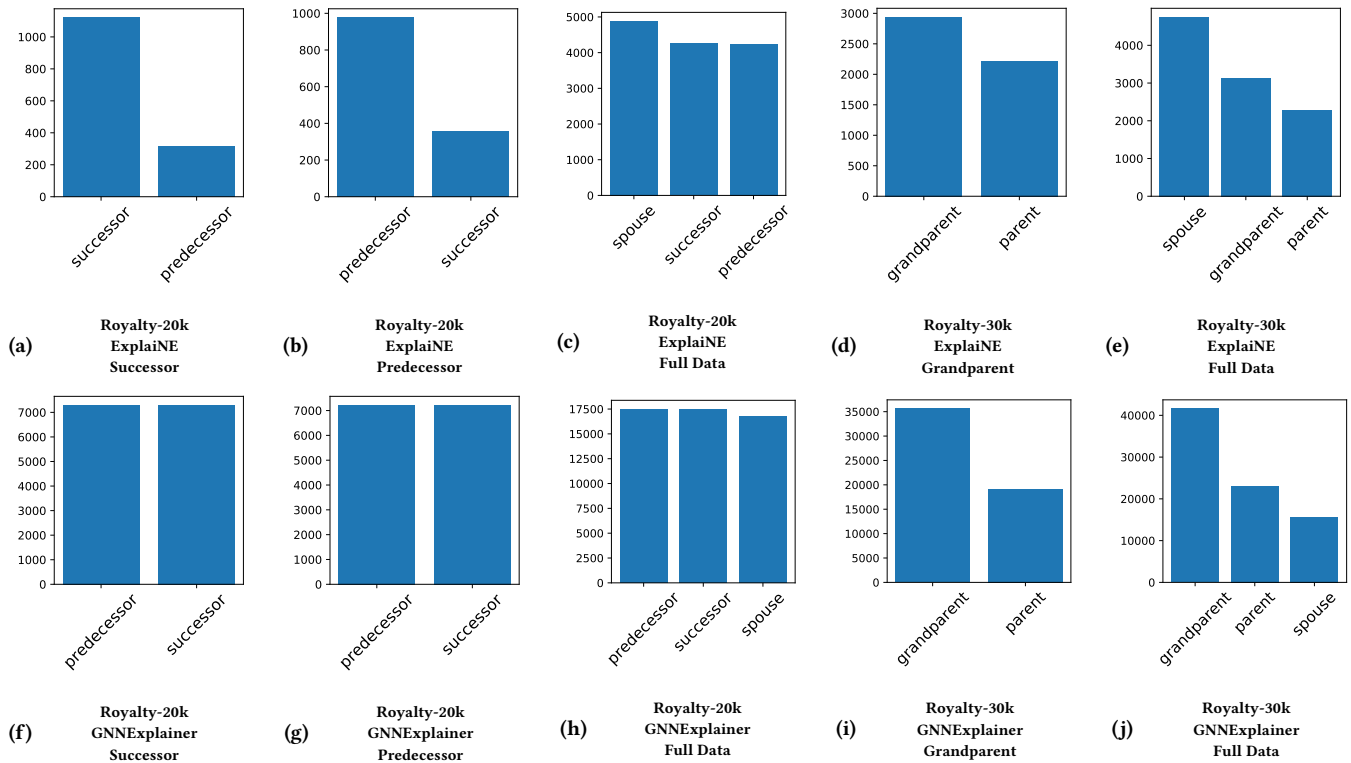 1000
800
600
400
200
0
successor
predecessor
(a)
Royalty-20k
ExplaiNE
Successor
1000
800
600
400
200
0
predecessor
successor
(b)
Royalty-20k
ExplaiNE
Predecessor
5000
4000
3000
2000
1000
0
spouse
successor
predecessor
(c)
Royalty-20k
ExplaiNE
Full Data
3000
2500
2000
1500
1000
500
0
grandparent
parent
(d)
Royalty-30k
ExplaiNE
Grandparent
4000
3000
2000
1000
0
spouse
grandparent
parent
(e)
Royalty-30k
ExplaiNE
Full Data
7000
6000
5000
4000
3000
2000
1000
0
predecessor
successor
(f)
Royalty-20k
GNNExplainer
Successor
7000
6000
5000
4000
3000
2000
1000
0
predecessor
successor
(g)
Royalty-20k
GNNExplainer
Predecessor
17500
15000
12500
10000
7500
5000
2500
0
predecessor
successor
spouse
(h)
Royalty-20k
GNNExplainer
Full Data
35000
30000
25000
20000
15000
10000
5000
0
grandparent
parent
(i)
Royalty-30k
GNNExplainer
Grandparent
40000
30000
20000
10000
0
grandparent
parent
spouse
(j)
Royalty-30k
GNNExplainer
Full Data